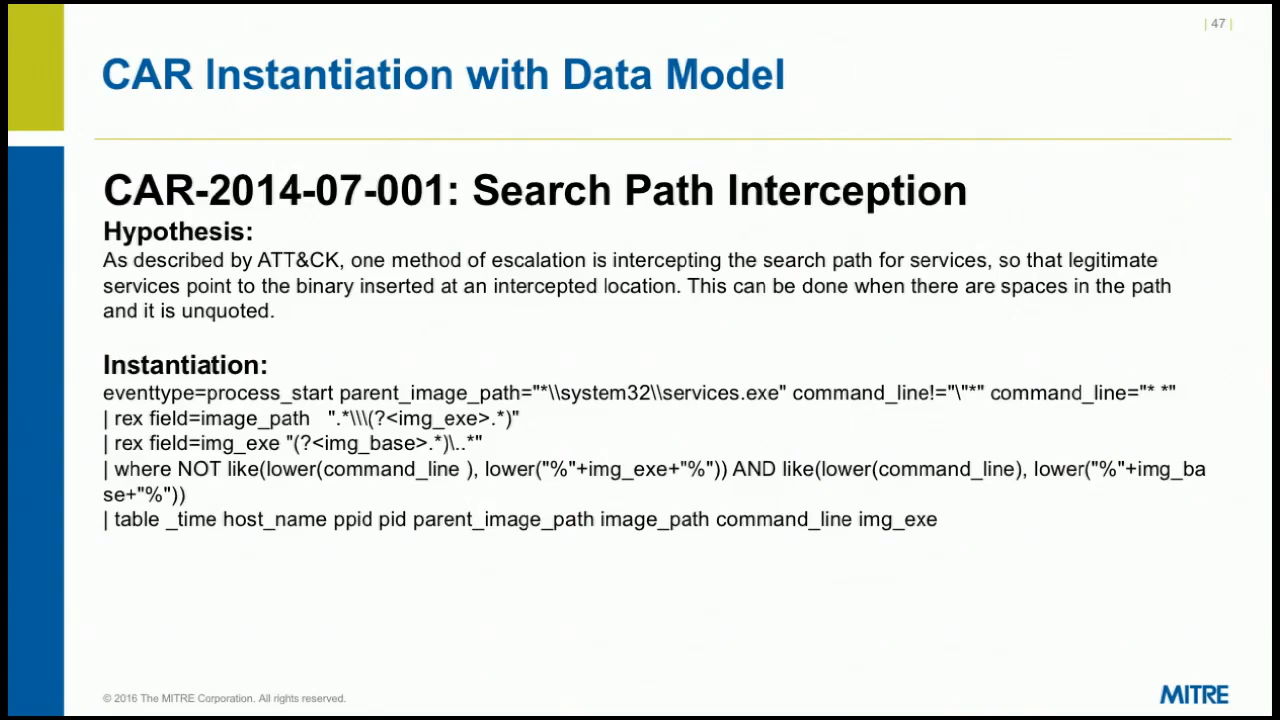 | 47 |
CAR Instantiation with Data Model
CAR-2014-07-001: Search Path Interception
Hypothesis:
As described by ATT&CK, one method of escalation is intercepting the search path for services, so that legitimate
services point to the binary inserted at an intercepted location. This can be done when there are spaces in the path
and it is unquoted.
Instantiation:
eventtype=process_start parent_image_path="*\\system32\\services.exe" command_line!="\"*" command_line="* *"
| rex field=image_path ".*\\\(?<img_exe>.*)"
| rex field=img_exe "(?<img_base>.*)\..*"
| where NOT like(lower(command_line ), lower("%"+img_exe+"%")) AND like(lower(command_line), lower("%"+img_ba
se+"%"))
| table _time host_name ppid pid parent_image_path image_path command_line img_exe
© 2016 The MITRE Corporation. All rights reserved.
MITRE